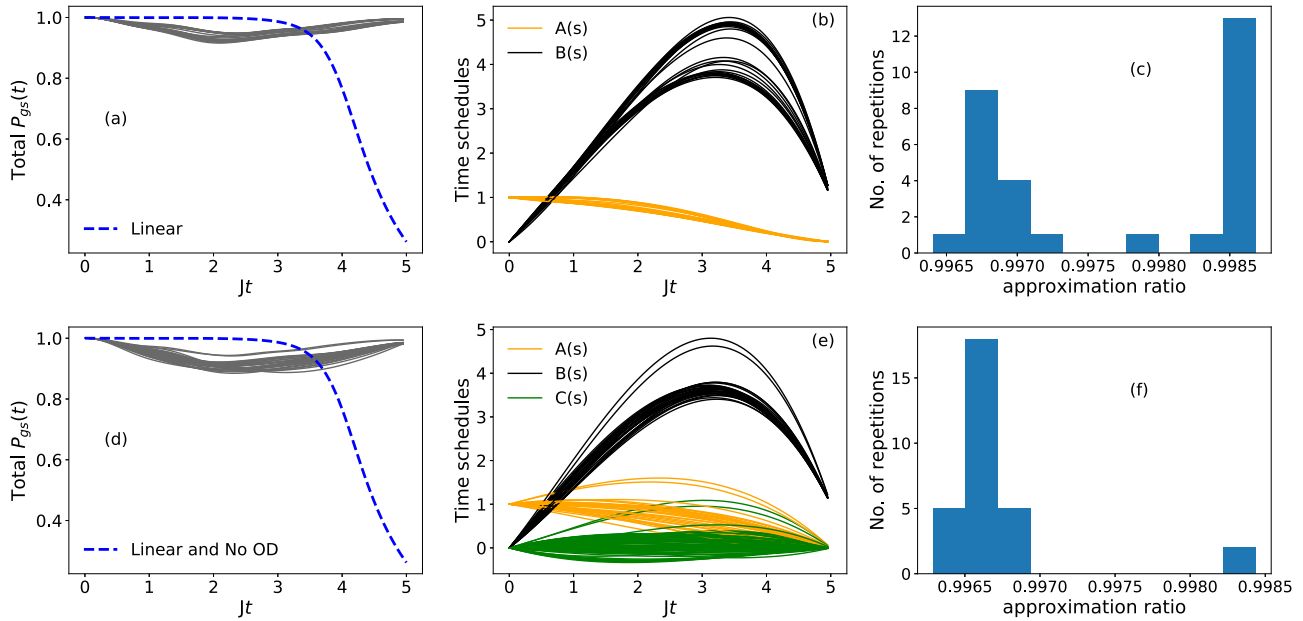 1.0
0.8
0.6
0.4
Total P_gs(t)
(a)
Linear
0 1 2 3 4 5
Jt
5
4
3
2
1
0
Time schedules
A(s)
B(s)
(b)
0 1 2 3 4 5
Jt
12
10
8
6
4
2
0
No. of repetitions
(c)
0.9965 0.9970 0.9975 0.9980 0.9985
approximation ratio
1.0
0.8
0.6
0.4
Total P_gs(t)
(d)
Linear and No OD
0 1 2 3 4 5
Jt
5
4
3
2
1
0
Time schedules
A(s)
B(s)
C(s)
(e)
0 1 2 3 4 5
Jt
15
10
5
0
No. of repetitions
(f)
0.9965 0.9970 0.9975 0.9980 0.9985
approximation ratio